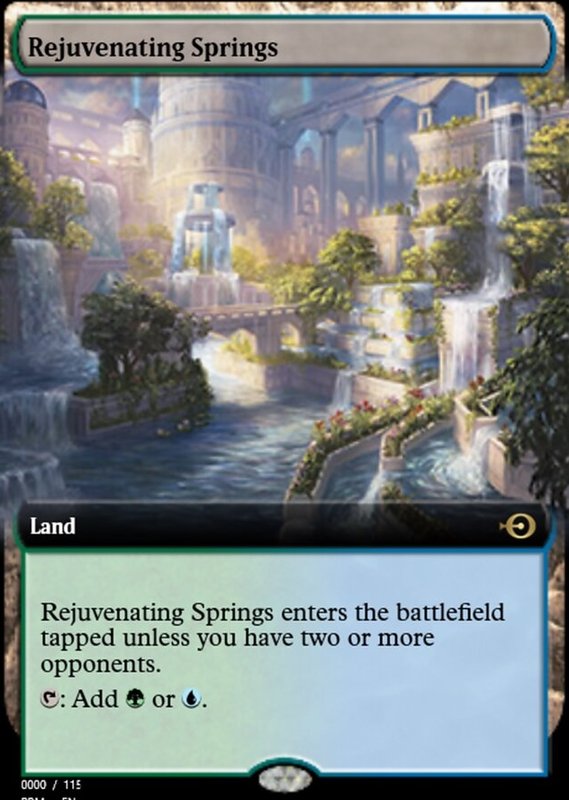 Rejuvenating Springs
Land
Rejuvenating Springs enters the battlefield
tapped unless you have two or more
opponents.
: Add or .
0000 / 115